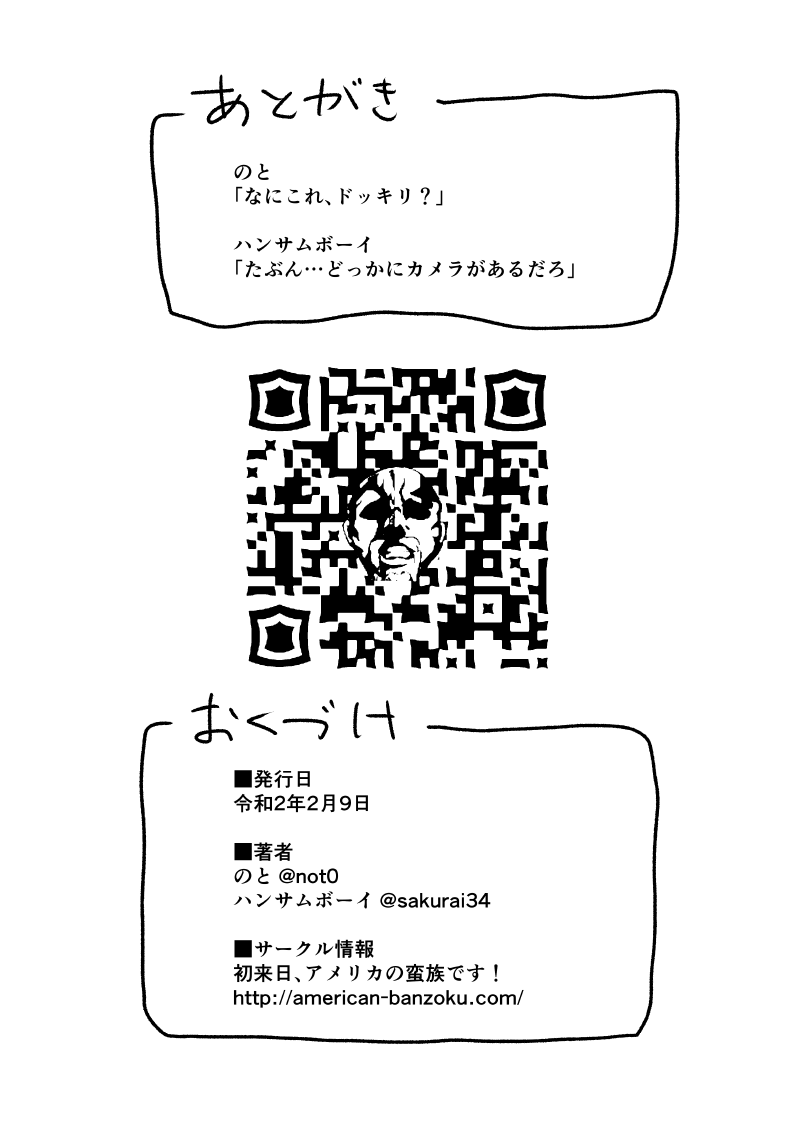 あとがき
のと
「なにこれ、ドッキリ？」
ハンサムボーイ
「たぶん…どっかにカメラがあるだろ」
おくづけ
■発行日
令和2年2月9日
■著者
のと @not0
ハンサムボーイ @sakurai34
■サークル情報
初来日、アメリカの蛮族です！
http://american-banzoku.com/